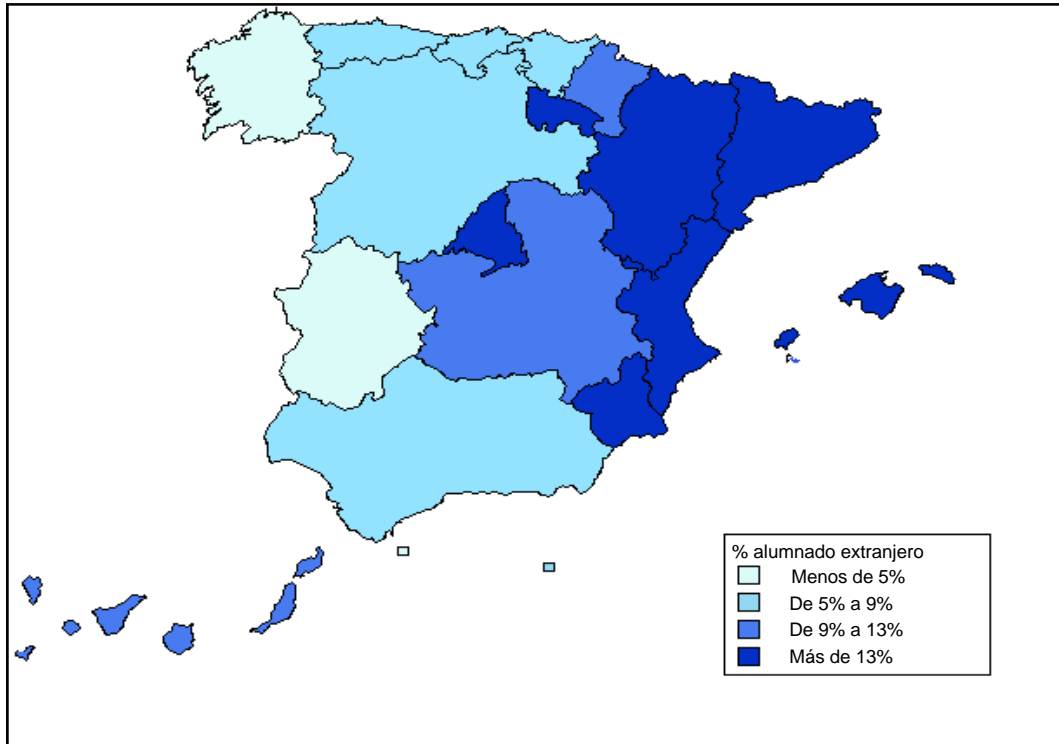 % alumnado extranjero
Menos de 5%
De 5% a 9%
De 9% a 13%
Más de 13%